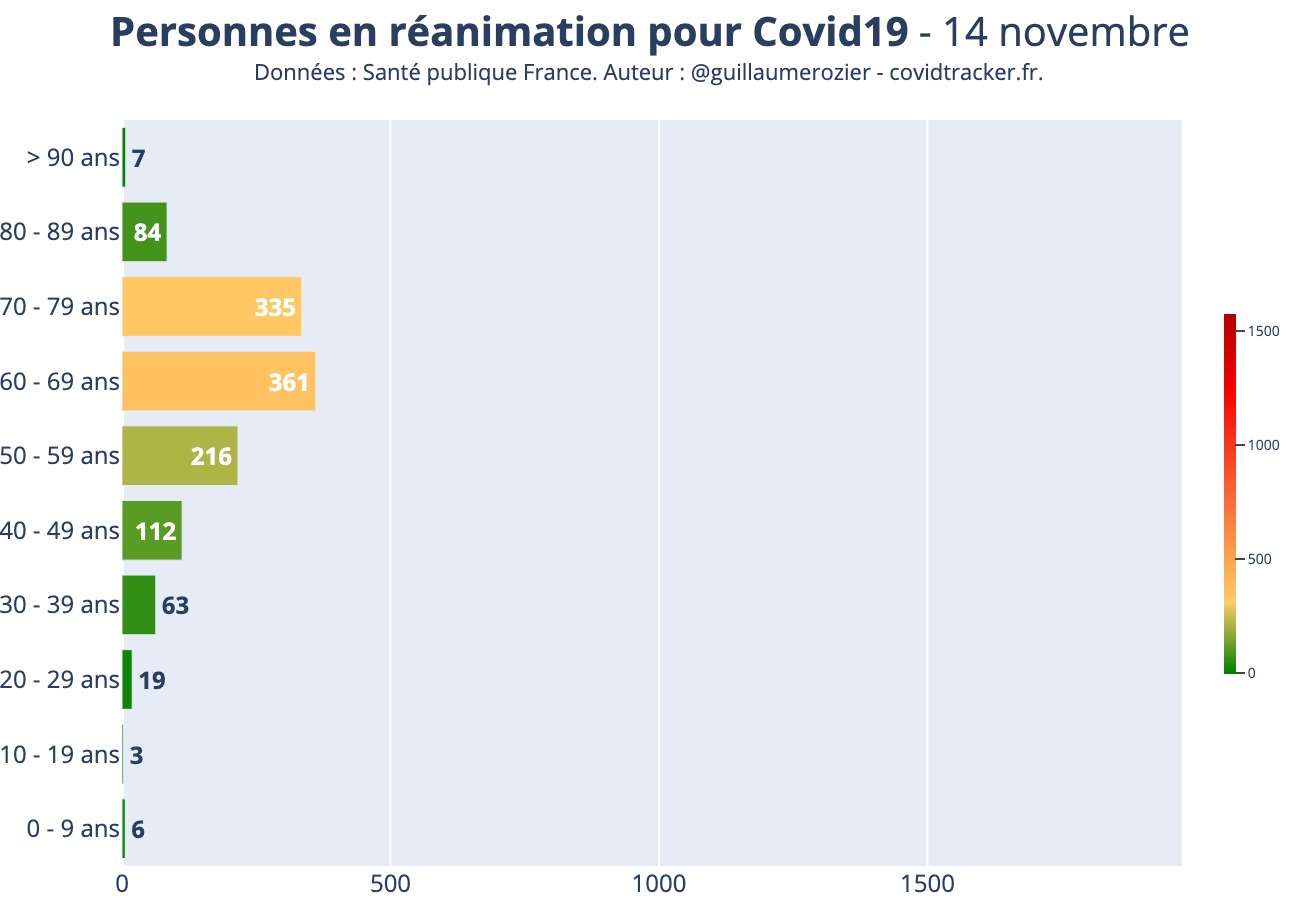 Personnes en réanimation pour Covid19 - 14 novembre
Données : Santé publique France. Auteur : @guillaumerozier - covidtracker.fr.
> 90 ans 7
80 - 89 ans 84
70 - 79 ans 335
60 - 69 ans 361
50 - 59 ans 216
40 - 49 ans 112
30 - 39 ans 63
20 - 29 ans 19
10 - 19 ans 3
0 - 9 ans 6
0 500 1000 1500
1500
1000
500
0